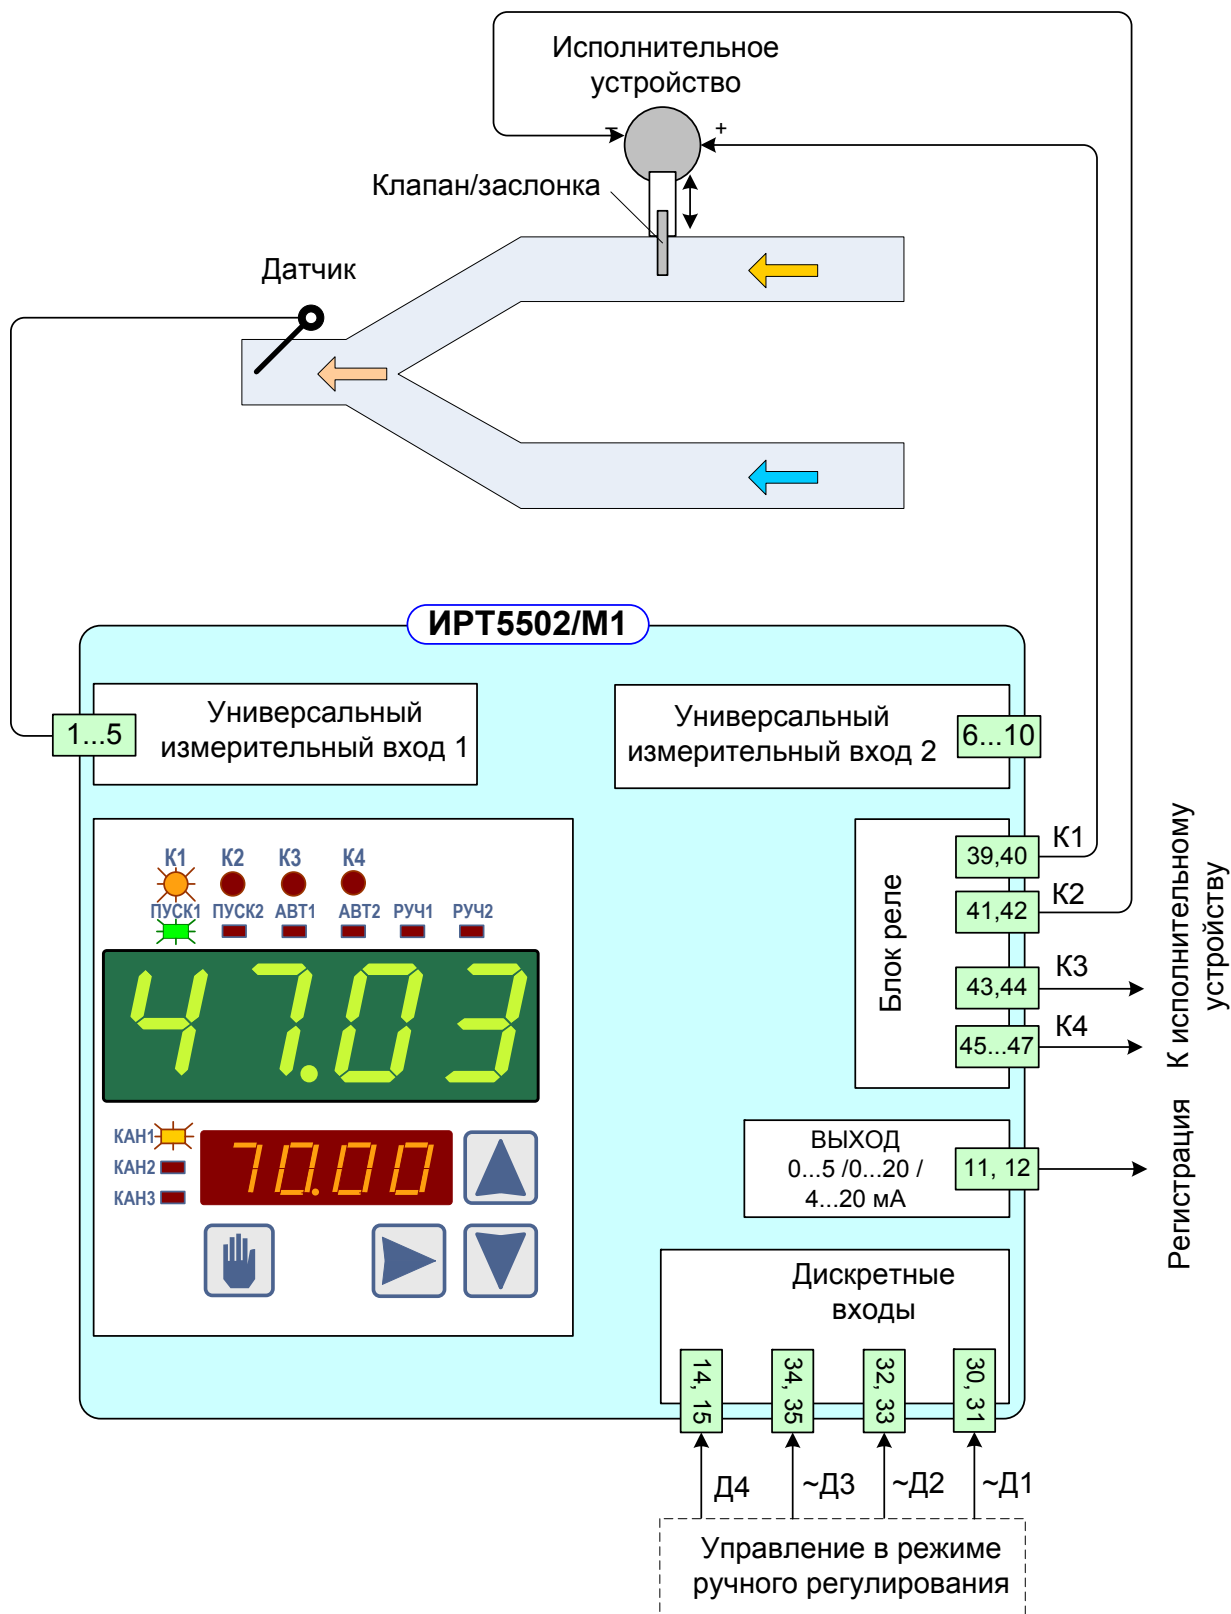 Исполнительное
устройство
–
+
Клапан/заслонка
Датчик
ИРТ5502/М1
Универсальный
измерительный вход 1
1...5
Универсальный
измерительный вход 2
6...10
К1 К2 К3 К4
ПУСК1 ПУСК2 АВТ1 АВТ2 РУЧ1 РУЧ2
47.03
КАН1
КАН2
КАН3
70.00
Блок реле
39,40
К1
41,42
К2
43,44
К3
45...47
К4
К исполнительному
устройству
ВЫХОД
0...5 /0...20 /
4...20 мА
11, 12
Регистрация
Дискретные
входы
14, 15
34, 35
32, 33
30, 31
Д4
~Д3
~Д2
~Д1
Управление в режиме
ручного регулирования